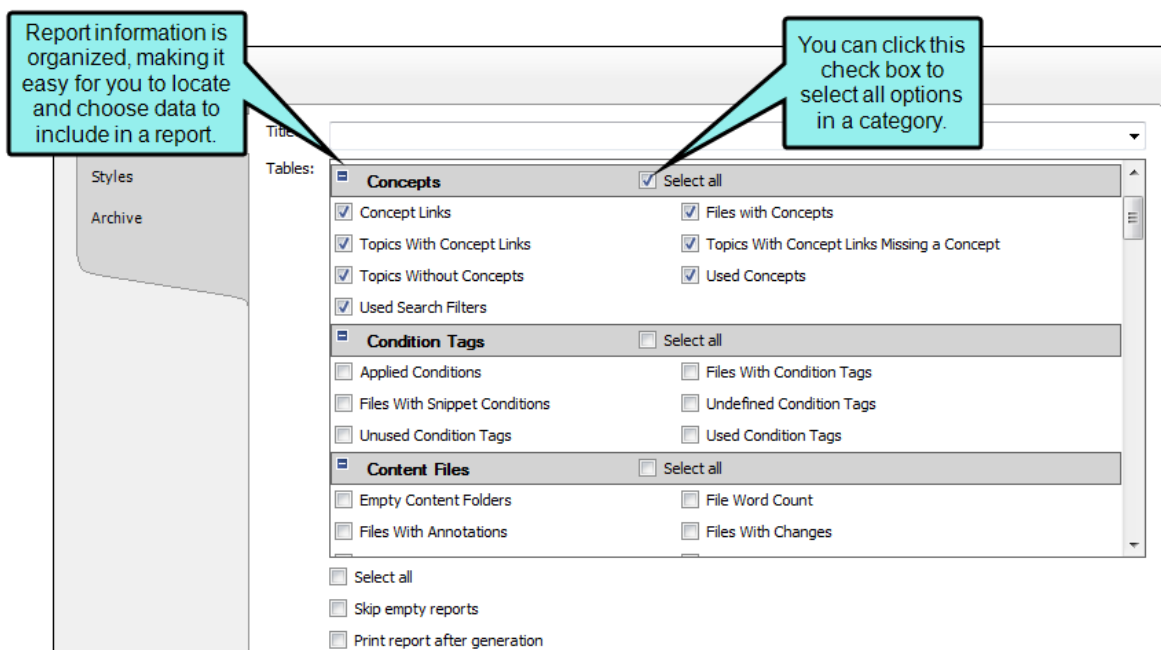 Report information is
organized, making it
easy for you to locate
and choose data to
include in a report.
You can click this
check box to
select all options
in a category.
Styles
Archive
Tables:
Concepts Select all
Concept Links Files with Concepts
Topics With Concept Links Topics With Concept Links Missing a Concept
Topics Without Concepts Used Concepts
Used Search Filters
Condition Tags Select all
Applied Conditions Files With Condition Tags
Files With Snippet Conditions Undefined Condition Tags
Unused Condition Tags Used Condition Tags
Content Files Select all
Empty Content Folders File Word Count
Files With Annotations Files With Changes
Select all
Skip empty reports
Print report after generation